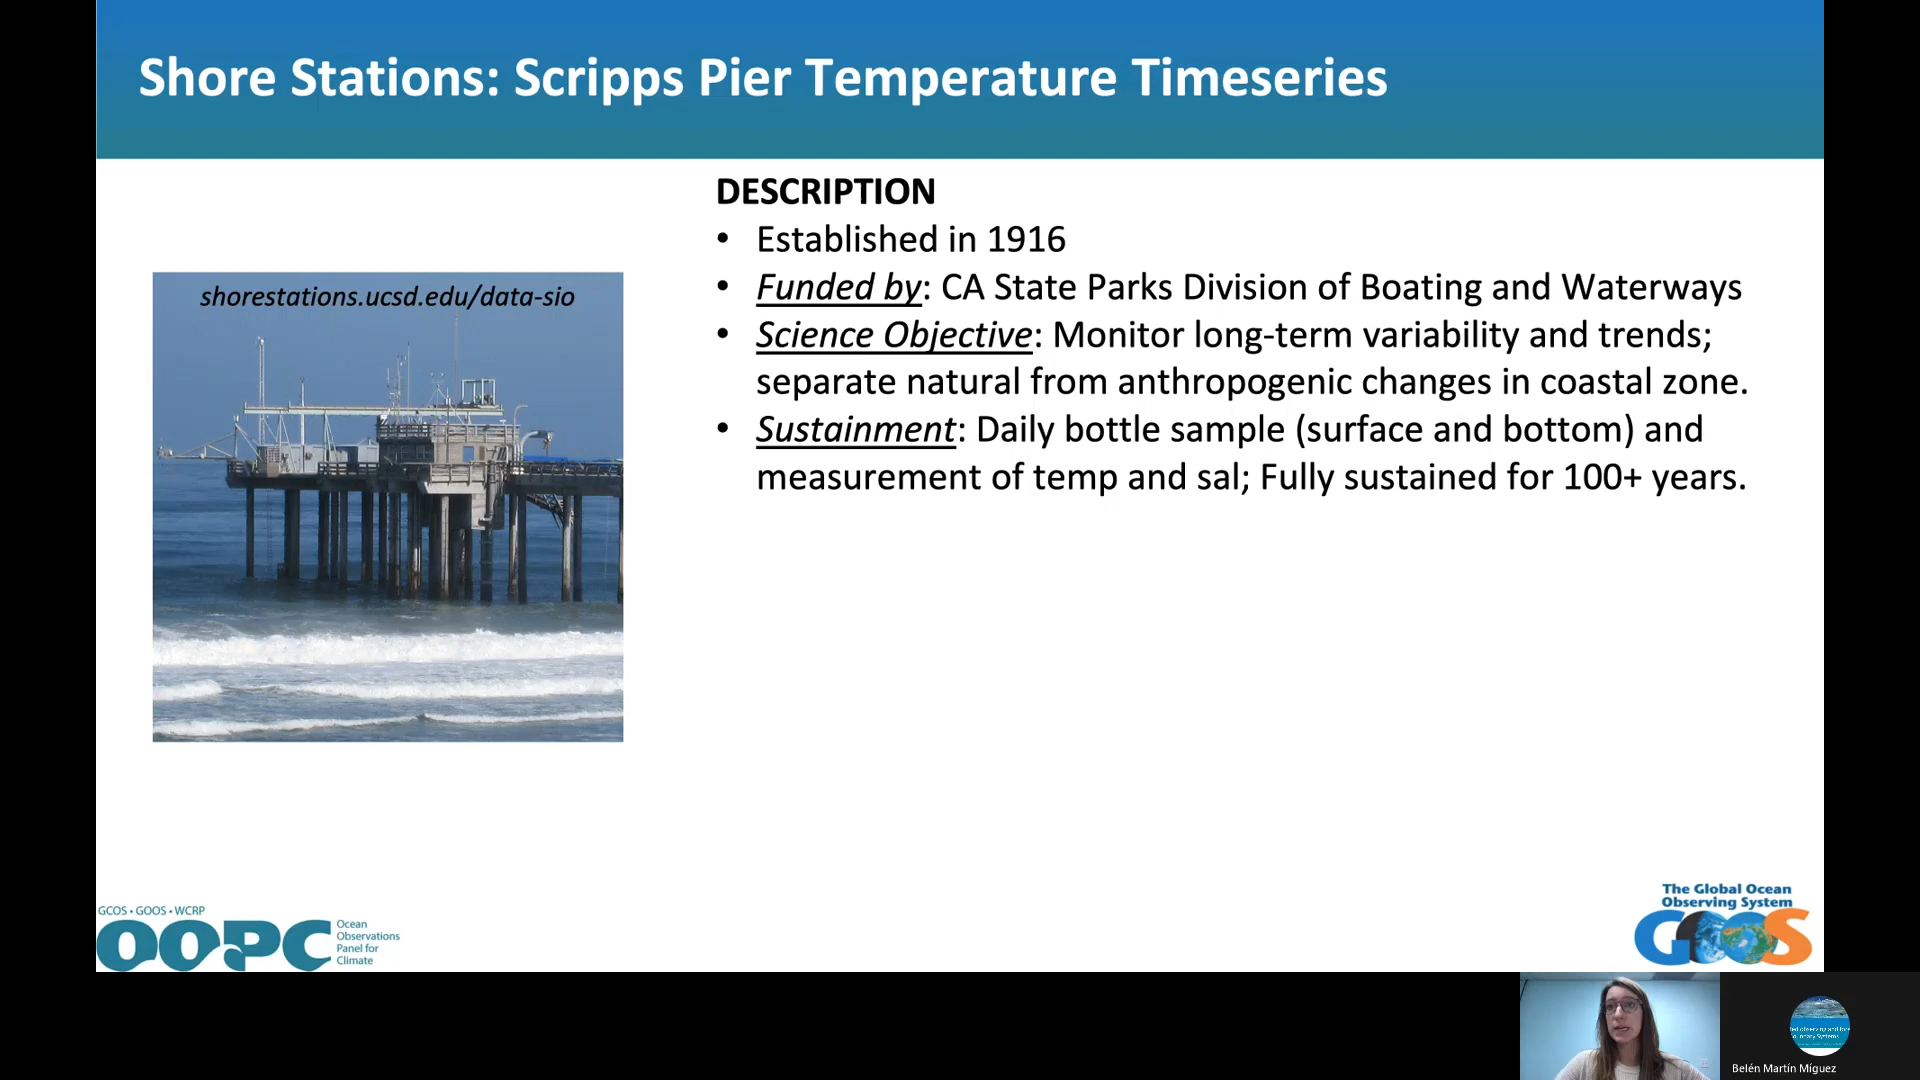 Shore Stations: Scripps Pier Temperature Timeseries
shorestations.ucsd.edu/data-sio
DESCRIPTION
• Established in 1916
• Funded by: CA State Parks Division of Boating and Waterways
• Science Objective: Monitor long-term variability and trends;
separate natural from anthropogenic changes in coastal zone.
• Sustainment: Daily bottle sample (surface and bottom) and
measurement of temp and sal; Fully sustained for 100+ years.
GCOS • GOOS • WCRP
OOPC
Ocean
Observations
Panel for
Climate
The Global Ocean
Observing System
GOOS
Belén Martín Míguez